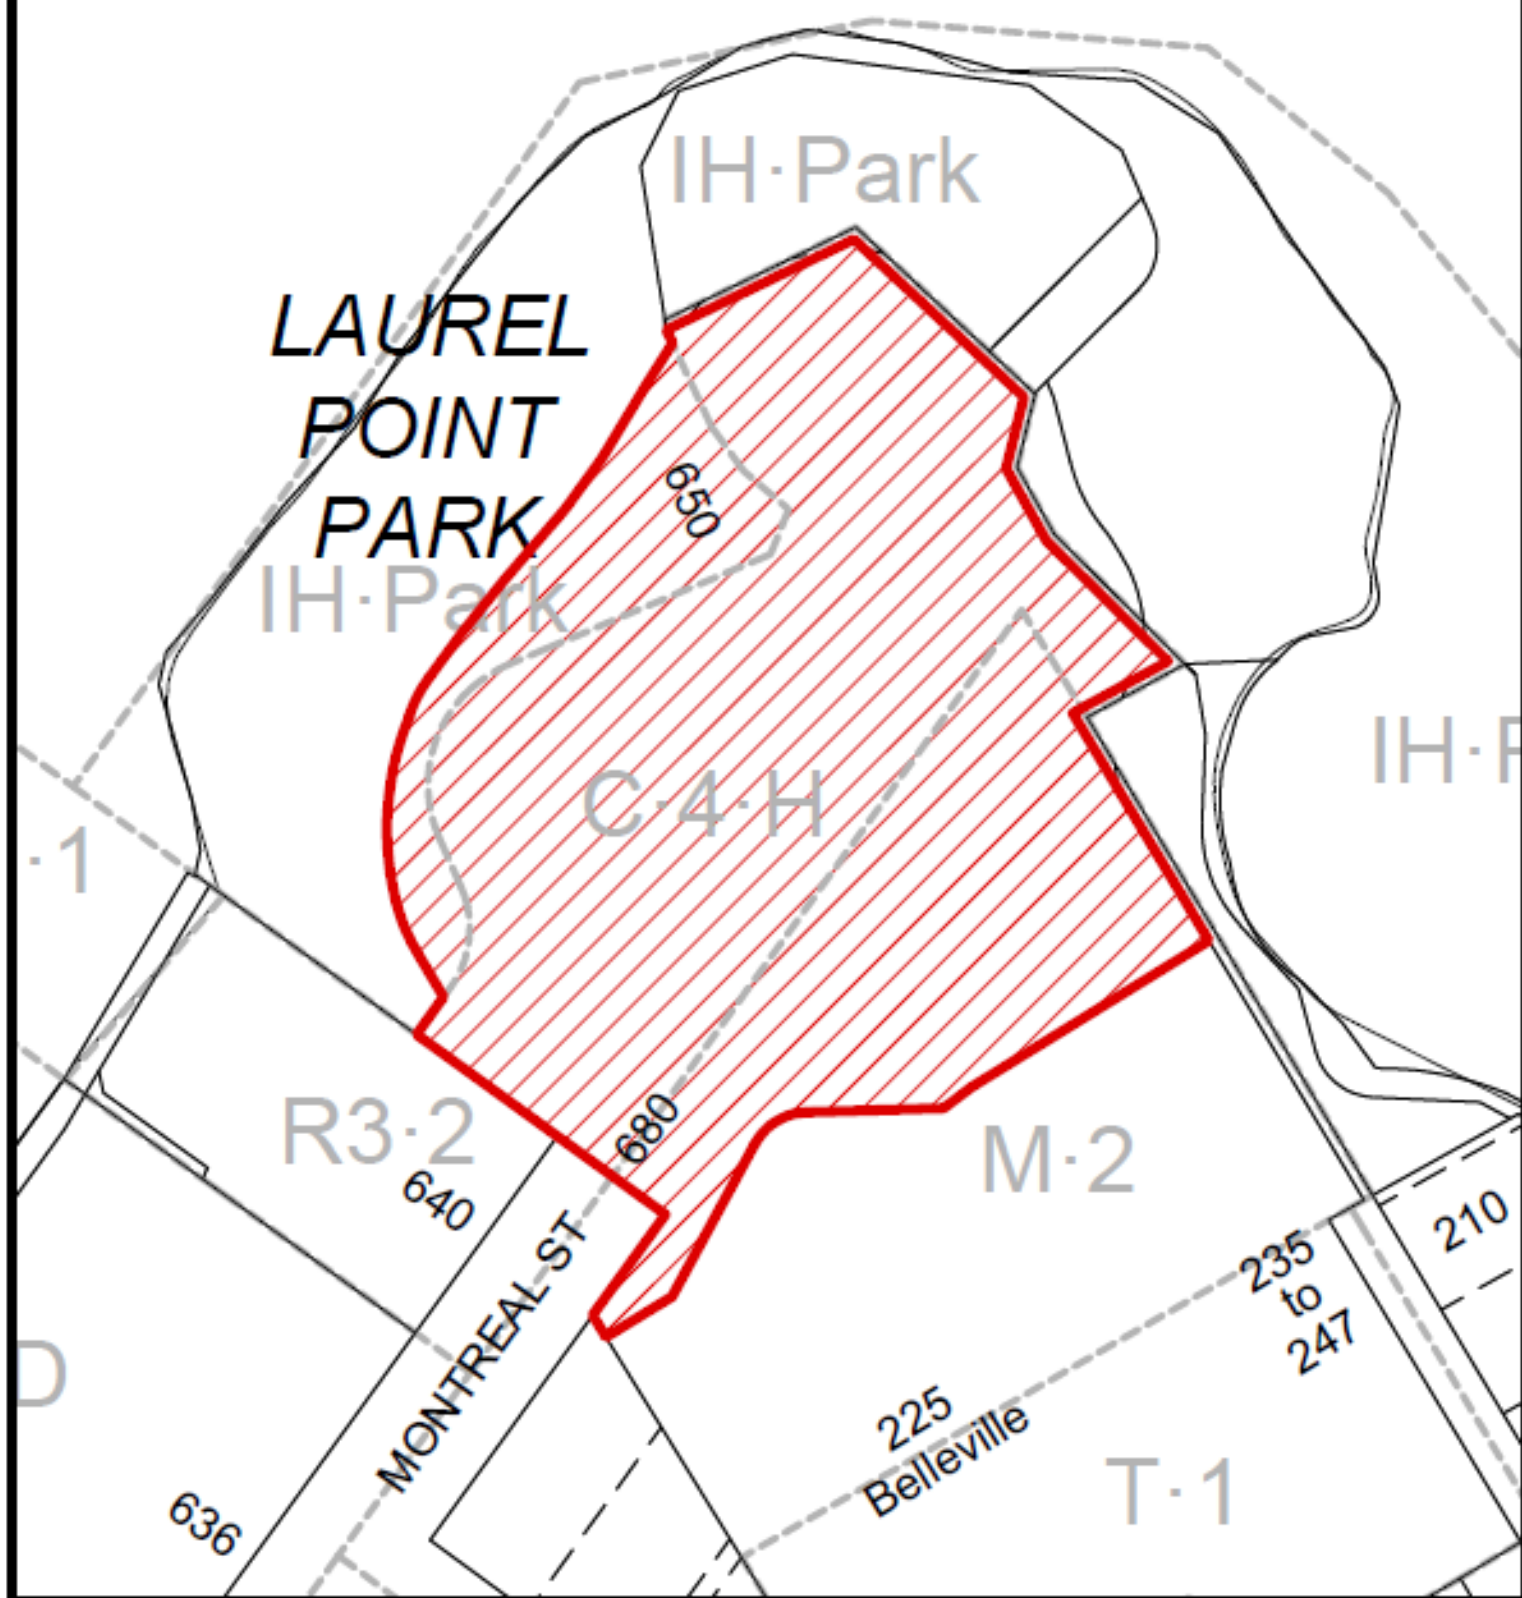 IH·Park
LAUREL
POINT
PARK
IH·Park
650
C·4·H
IH·P
·1
R3·2
640
680
MONTREAL ST
M·2
210
235
to
247
225
Belleville
T·1
D
636